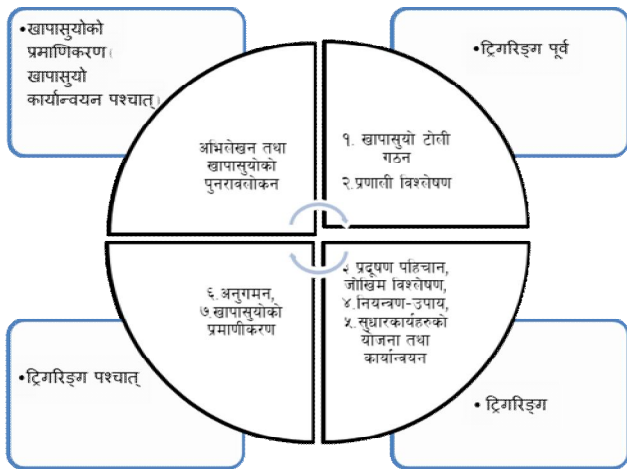 •खापासुयोको
प्रमाणिकरण(
खापासुयो
कार्यान्वयन पश्चात्)
•ट्रिगरिङ्ग पूर्व
अभिलेखन तथा
खापासुयोको
पुनरावलोकन
१. खापासुयो टोली
गठन
२.प्रणाली विश्लेषण
६.अनुगमन,
७.खापासुयोको
प्रमाणीकरण
३ प्रदूषण पहिचान,
जोखिम विश्लेषण,
४.नियन्त्रण-उपाय,
५.सुधारकार्यहरुको
योजना तथा
कार्यान्वयन
•ट्रिगरिङ्ग पश्चात्
• ट्रिगरिङ्ग